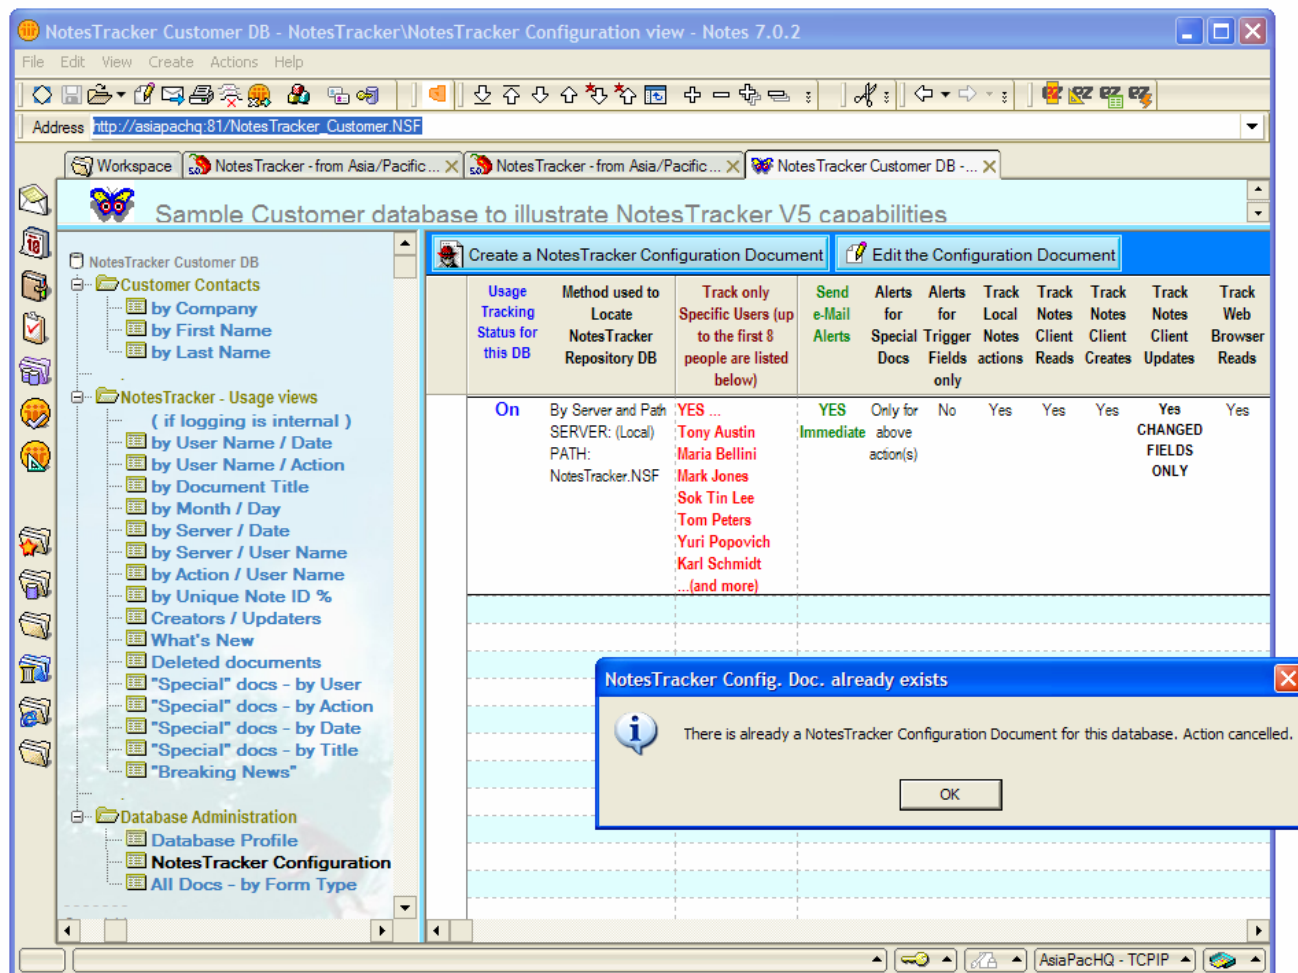 NotesTracker Customer DB - NotesTracker\NotesTracker Configuration view - Notes 7.0.2
File Edit View Create Actions Help
Address http://asiapachq:81/NotesTracker_Customer.NSF
Workspace NotesTracker - from Asia/Pacific ... NotesTracker - from Asia/Pacific ... NotesTracker Customer DB -...
Sample Customer database to illustrate NotesTracker V5 capabilities
NotesTracker Customer DB
Customer Contacts
by Company
by First Name
by Last Name
NotesTracker - Usage views
( if logging is internal )
by User Name / Date
by User Name / Action
by Document Title
by Month / Day
by Server / Date
by Server / User Name
by Action / User Name
by Unique Note ID %
Creators / Updaters
What's New
Deleted documents
"Special" docs - by User
"Special" docs - by Action
"Special" docs - by Date
"Special" docs - by Title
"Breaking News"
Database Administration
Database Profile
NotesTracker Configuration
All Docs - by Form Type
Create a NotesTracker Configuration Document Edit the Configuration Document
Usage
Tracking
Status for
this DB
Method used to
Locate
NotesTracker
Repository DB
Track only
Specific Users (up
to the first 8
people are listed
below)
Send
e-Mail
Alerts
Alerts
for
Special
Docs
Alerts
for
Trigger
Fields
only
Track
Local
Notes
actions
Track
Notes
Client
Reads
Track
Notes
Client
Creates
Track
Notes
Client
Updates
Track
Web
Browser
Reads
On
By Server and Path
SERVER: (Local)
PATH:
NotesTracker.NSF
YES ...
Tony Austin
Maria Bellini
Mark Jones
Sok Tin Lee
Tom Peters
Yuri Popovich
Karl Schmidt
...(and more)
YES
Immediate
Only for
above
action(s)
No
Yes
Yes
Yes
Yes
CHANGED
FIELDS
ONLY
Yes
NotesTracker Config. Doc. already exists
There is already a NotesTracker Configuration Document for this database. Action cancelled.
OK
AsiaPacHQ - TCPIP